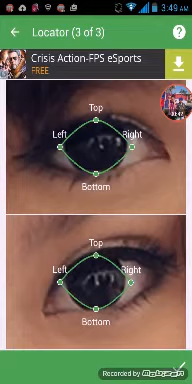 3:49 AM
Locator (3 of 3)
Crisis Action-FPS eSports
FREE
Top
Left
Right
Bottom
Top
Left
Right
Bottom
Recorded by